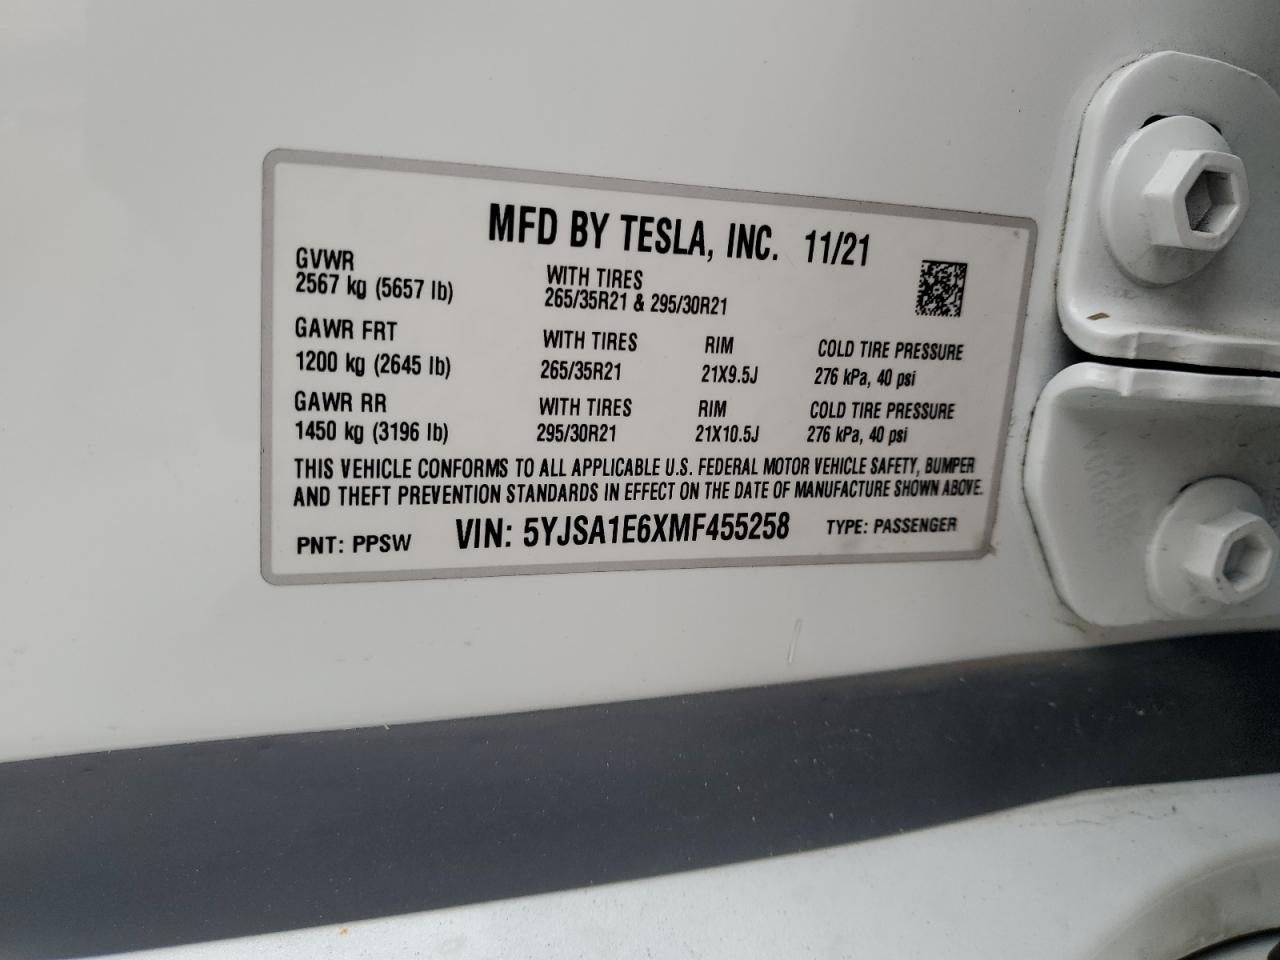 MFD BY TESLA, INC. 11/21
GVWR
2567 kg (5657 lb)
WITH TIRES
265/35R21 & 295/30R21
GAWR FRT
1200 kg (2645 lb)
WITH TIRES
265/35R21
RIM
21X9.5J
COLD TIRE PRESSURE
276 kPa, 40 psi
GAWR RR
1450 kg (3196 lb)
WITH TIRES
295/30R21
RIM
21X10.5J
COLD TIRE PRESSURE
276 kPa, 40 psi
THIS VEHICLE CONFORMS TO ALL APPLICABLE U.S. FEDERAL MOTOR VEHICLE SAFETY, BUMPER
AND THEFT PREVENTION STANDARDS IN EFFECT ON THE DATE OF MANUFACTURE SHOWN ABOVE.
PNT: PPSW VIN: 5YJSA1E6XMF455258 TYPE: PASSENGER